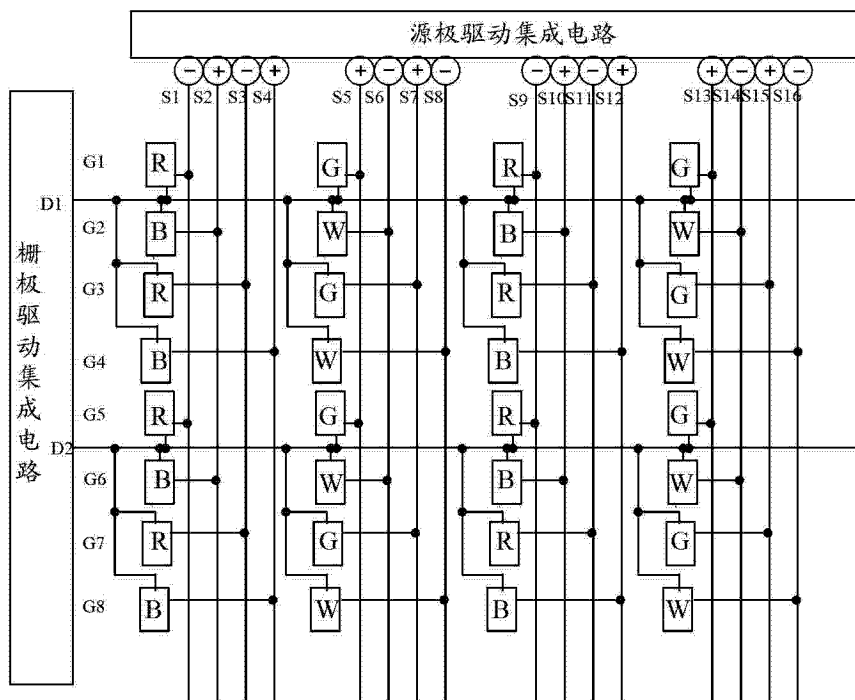 源极驱动集成电路
− + − + + − + − − + − + + − + −
S1 S2 S3 S4 S5 S6 S7 S8 S9 S10 S11 S12 S13 S14 S15 S16
栅极驱动集成电路
G1 R G R G
D1
G2 B W B W
G3 R G R G
G4 B W B W
G5 R G R G
D2
G6 B W B W
G7 R G R G
G8 B W B W